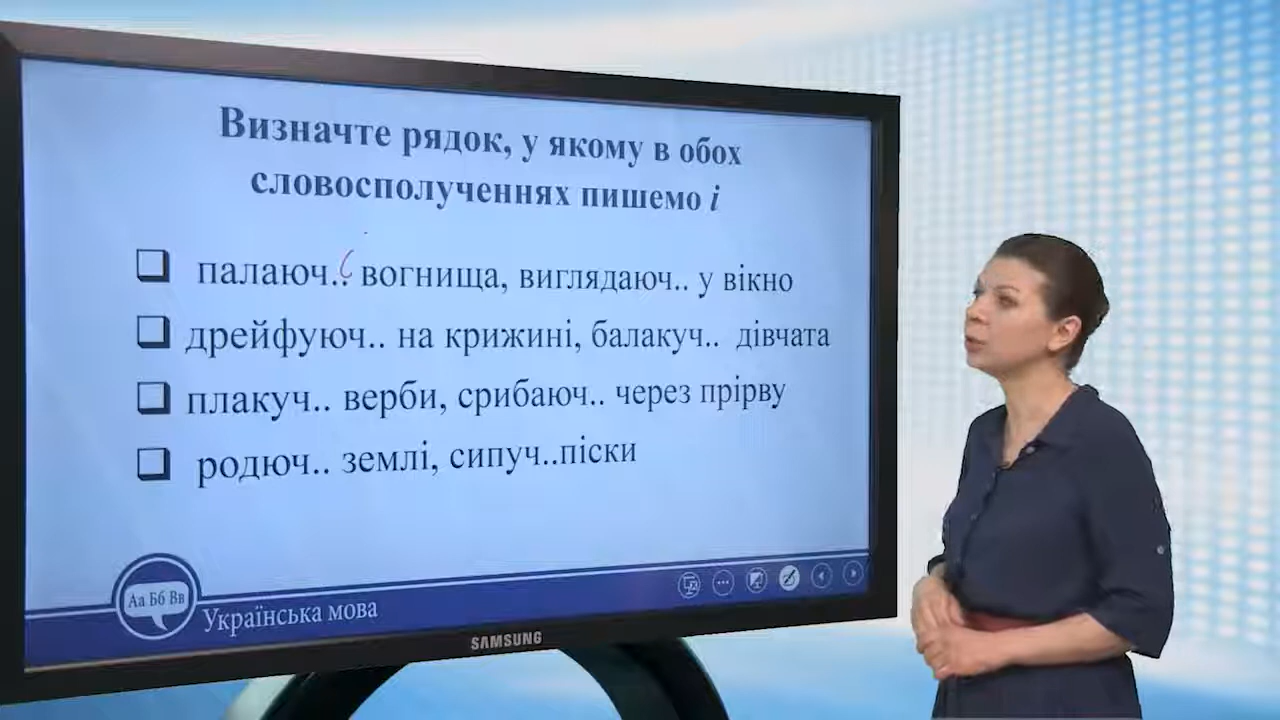 Визначте рядок, у якому в обох
словосполученнях пишемо і
палаюч.. вогнища, виглядаюч.. у вікно
дрейфуюч.. на крижині, балакуч.. дівчата
плакуч.. верби, срибаюч.. через прірву
родюч.. землі, сипуч..піски
Аа Бб Вв
Українська мова
SAMSUNG